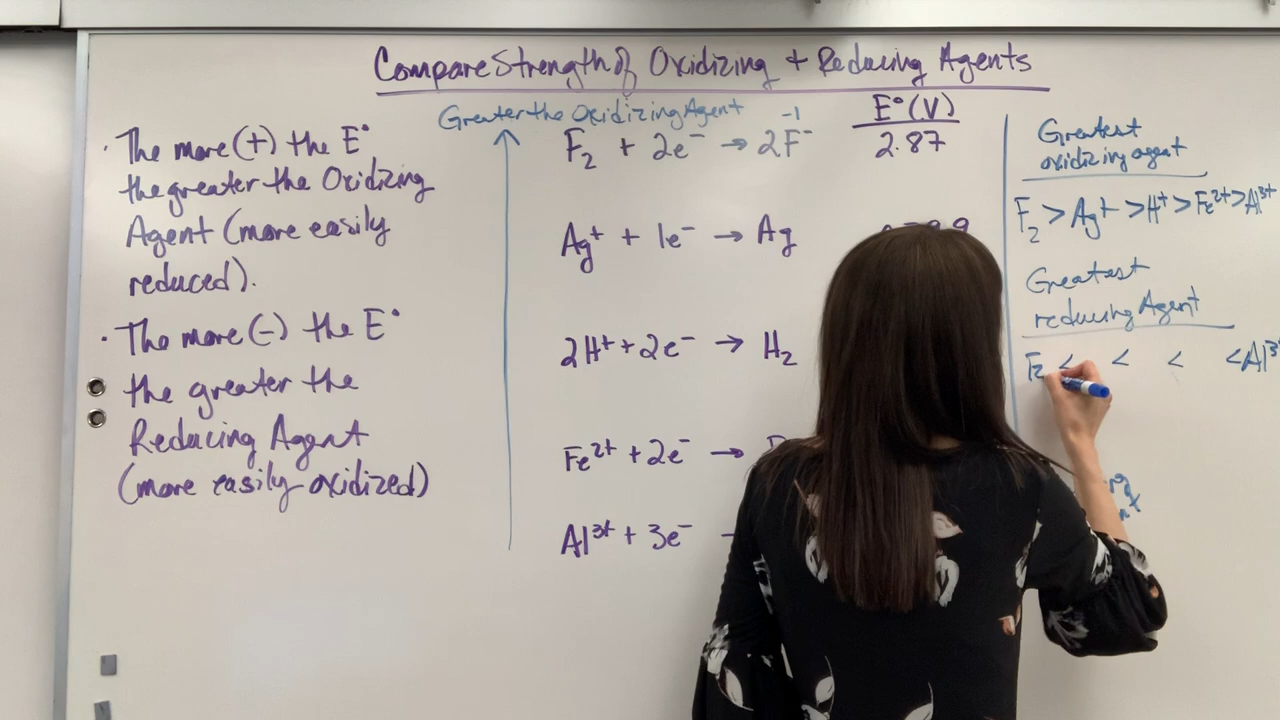 Compare Strength of Oxidizing + Reducing Agents
· The more (+) the E°
the greater the Oxidizing
Agent (more easily
reduced).
· The more (-) the E°
the greater the
Reducing Agent
(more easily oxidized)
Greater the Oxidizing Agent
E°(V)
F₂ + 2e⁻ → 2F⁻ 2.87
-1
Ag⁺ + 1e⁻ → Ag
2H⁺ + 2e⁻ → H₂
Fe²⁺ + 2e⁻ →
Al³⁺ + 3e⁻
Greatest
oxidizing agent
F₂ > Ag⁺ > H⁺ > Fe²⁺ > Al³⁺
Greatest
reducing Agent
F₂ < < < < Al³⁺